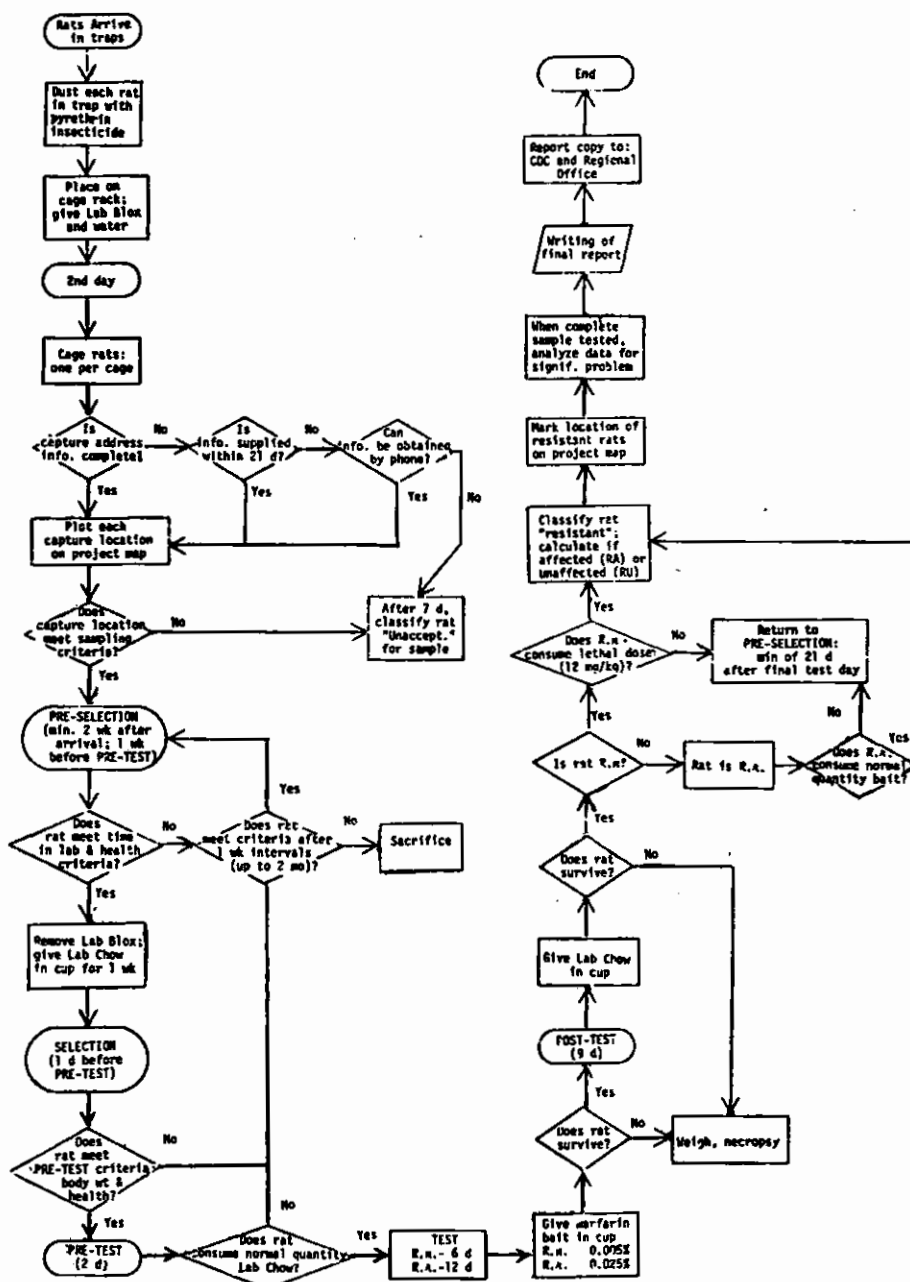 Rats Arrive
in traps
Dust each rat
in trap with
pyrethrin
insecticide
Place on
cage rack;
give Lab Blox
and water
2nd day
Cage rats:
one per cage
Is
capture address
info. complete?
No
Yes
Is
info. supplied
within 21 d?
No
Yes
Can
info. be obtained
by phone?
Yes
No
Plot each
capture location
on project map
Does
capture location
meet sampling
criteria?
No
Yes
After 7 d,
classify rat
"Unaccept."
for sample
PRE-SELECTION
(min. 2 wk after
arrival; 1 wk
before PRE-TEST)
Does
rat meet time
in lab & health
criteria?
No
Yes
Does rat
meet criteria after
wk intervals
(up to 2 mo)?
Yes
No
Sacrifice
Remove Lab Blox;
give Lab Chow
in cup for 1 wk
SELECTION
(1 d before
PRE-TEST)
Does
rat meet
PRE-TEST criteria
body wt &
health?
No
Yes
PRE-TEST
(2 d)
Does rat
consume normal quantity
Lab Chow?
No
Yes
TEST
R.n.- 6 d
R.r.-12 d
Give warfarin
bait in cup
R.n. 0.005%
R.r. 0.025%
Does rat
survive?
No
Yes
Weigh, necropsy
POST-TEST
(9 d)
Give Lab Chow
in cup
Does rat
survive?
No
Yes
Is rat R.n?
No
Yes
Rat is R.r.
Does R.r.
consume normal
quantity bait?
No
Yes
Does R.n.
consume lethal dose
(12 mg/kg)?
No
Yes
Return to
PRE-SELECTION:
min of 21 d
after final test day
Classify rat
"resistant":
calculate if
affected (RA) or
unaffected (RU)
Mark location of
resistant rats
on project map
When complete
sample tested,
analyze data for
signif. problem
Writing of
final report
Report copy to:
CDC and Regional
Office
End